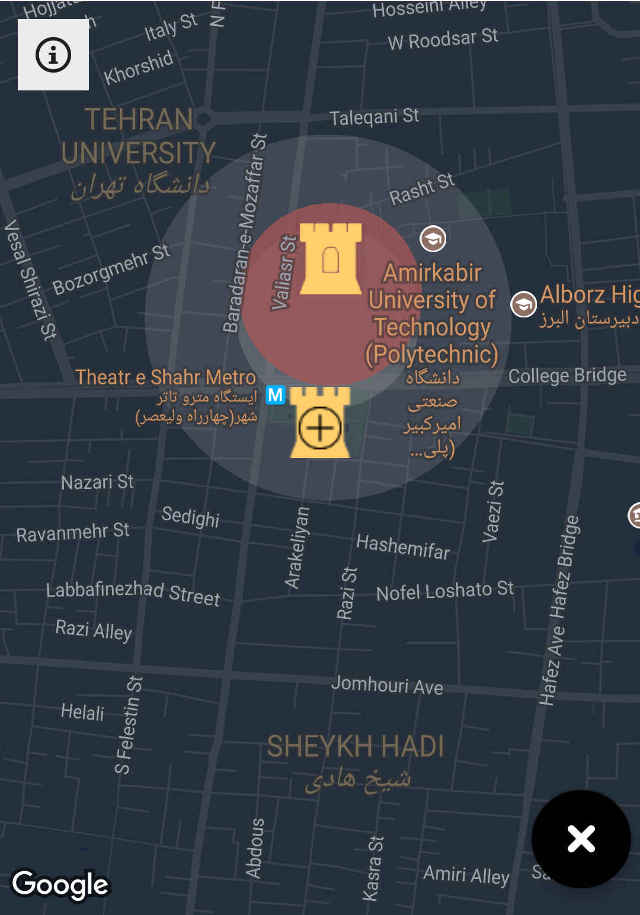 Hojjatd
Italy St
N F
Hosseini Alley
W Roodsar St
Khorshid
TEHRAN
UNIVERSITY
دانشگاه تهران
Taleqani St
Baradaran-e-Mozaffar St
Rasht St
Valiasr St
Vesal Shirazi St
Bozorgmehr St
Amirkabir
University of
Technology
(Polytechnic)
دانشگاه
صنعتی
امیرکبیر
(پلی...
Alborz Hig
دبیرستان البرز
Theatr e Shahr Metro
ایستگاه مترو تاتر
شهر(چهارراه ولیعصر)
M
College Bridge
Nazari St
Sedighi
Ravanmehr St
Arakeliyan
Hashemifar
Vaezi St
Hafez Bridge
Labbafinezhad Street
Razi St
Nofel Loshato St
Razi Alley
Hafez Ave
Jomhouri Ave
Helali
S Felestin St
SHEYKH HADI
شیخ هادی
Abdous
Kasra St
Amiri Alley
Sa
Google